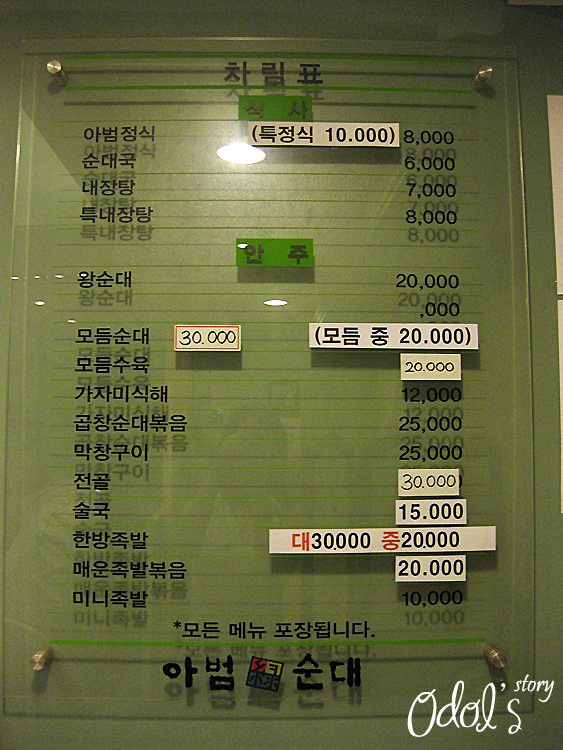 차림표
식 사
아범정식 (특정식 10.000) 8,000
순대국 6,000
내장탕 7,000
특내장탕 8,000
안 주
왕순대 20,000
,000
모듬순대 30.000 (모듬 중 20.000)
모듬수육 20.000
가자미식해 12,000
곱창순대볶음 25,000
막창구이 25,000
전골 30.000
술국 15.000
한방족발 대30.000 중20.000
매운족발볶음 20.000
미니족발 10,000
*모든 메뉴 포장됩니다.
아범 순대
Odol's story